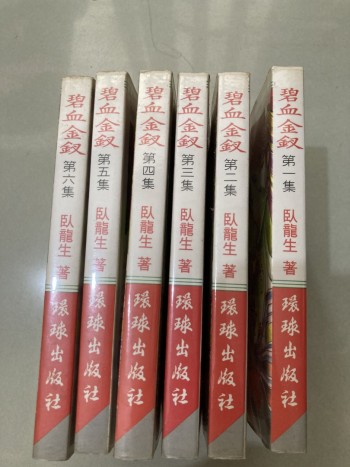 碧血金釵 第六集 臥龍生 著 環球出版社
碧血金釵 第五集 臥龍生 著 環球出版社
碧血金釵 第四集 臥龍生 著 環球出版社
碧血金釵 第三集 臥龍生 著 環球出版社
碧血金釵 第二集 臥龍生 著 環球出版社
碧血金釵 第一集 臥龍生 著 環球出版社